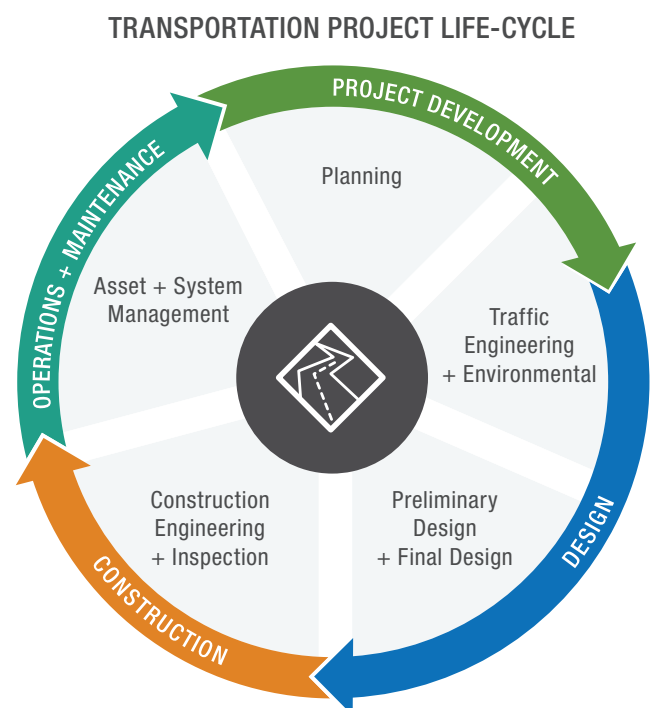 TRANSPORTATION PROJECT LIFE-CYCLE
PROJECT DEVELOPMENT
Planning
OPERATIONS + MAINTENANCE
Asset + System
Management
Traffic
Engineering
+ Environmental
Construction
Engineering
+ Inspection
Preliminary
Design
+ Final Design
DESIGN
CONSTRUCTION